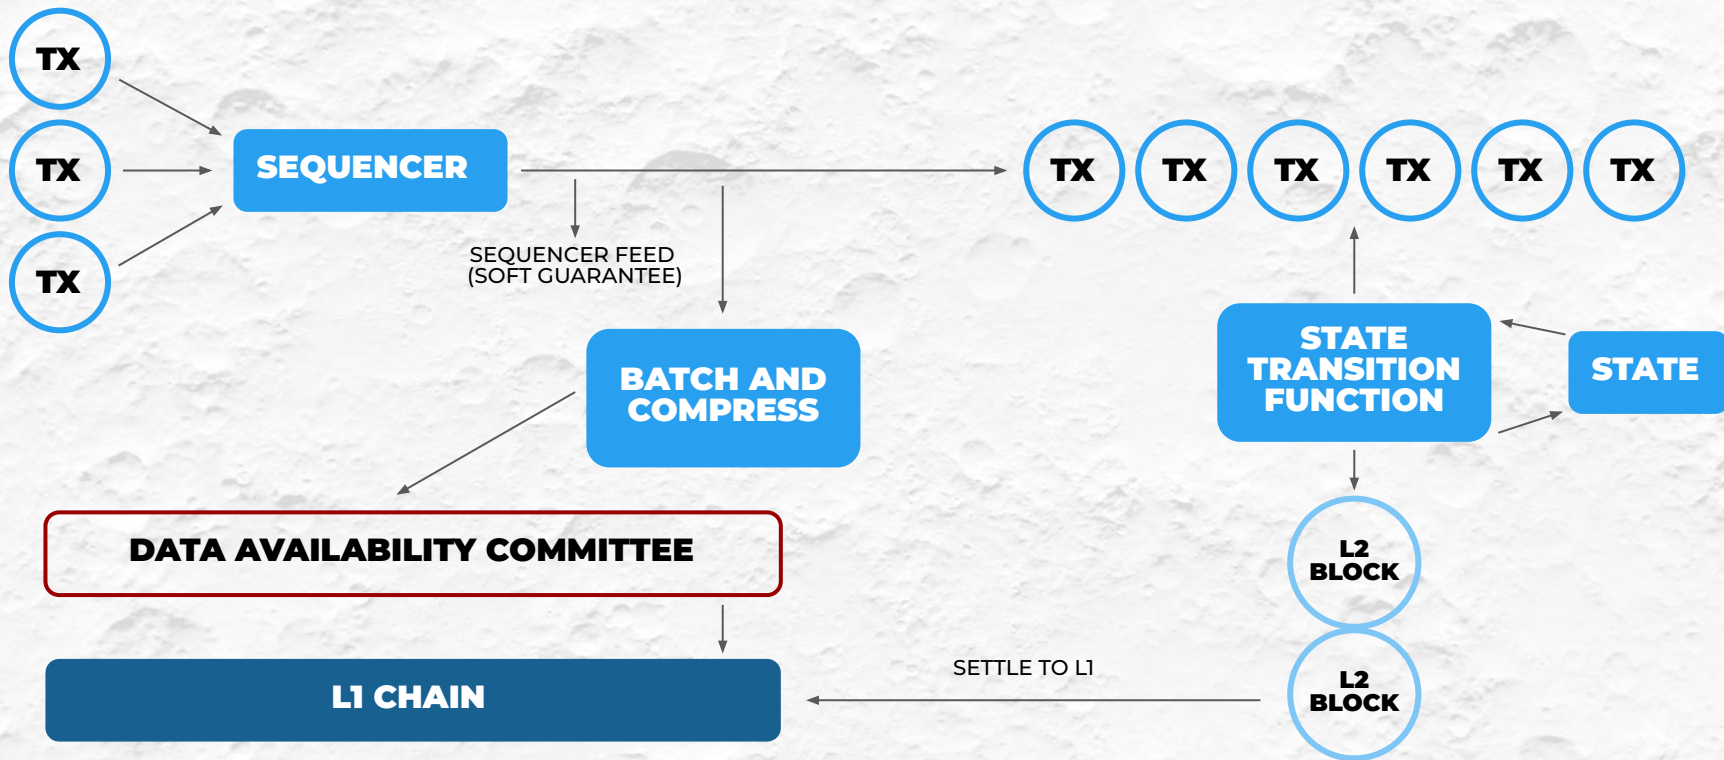 TX
TX
TX
SEQUENCER
TX
TX
TX
TX
TX
TX
SEQUENCER FEED
(SOFT GUARANTEE)
BATCH AND
COMPRESS
STATE
TRANSITION
FUNCTION
STATE
DATA AVAILABILITY COMMITTEE
L2
BLOCK
L1 CHAIN
SETTLE TO L1
L2
BLOCK